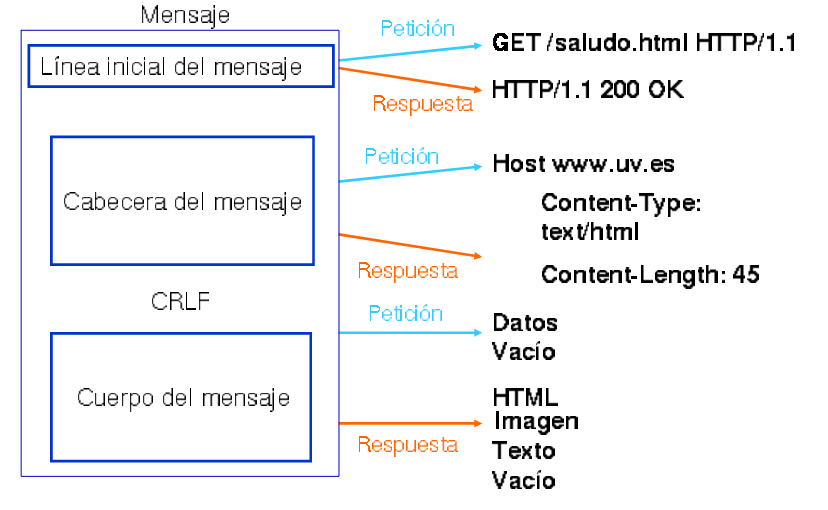 Mensaje
Línea inicial del mensaje
Petición
GET /saludo.html HTTP/1.1
Respuesta
HTTP/1.1 200 OK
Cabecera del mensaje
Petición
Host www.uv.es
Respuesta
Content-Type:
text/html
Content-Length: 45
CRLF
Cuerpo del mensaje
Petición
Datos
Vacío
Respuesta
HTML
Imagen
Texto
Vacío